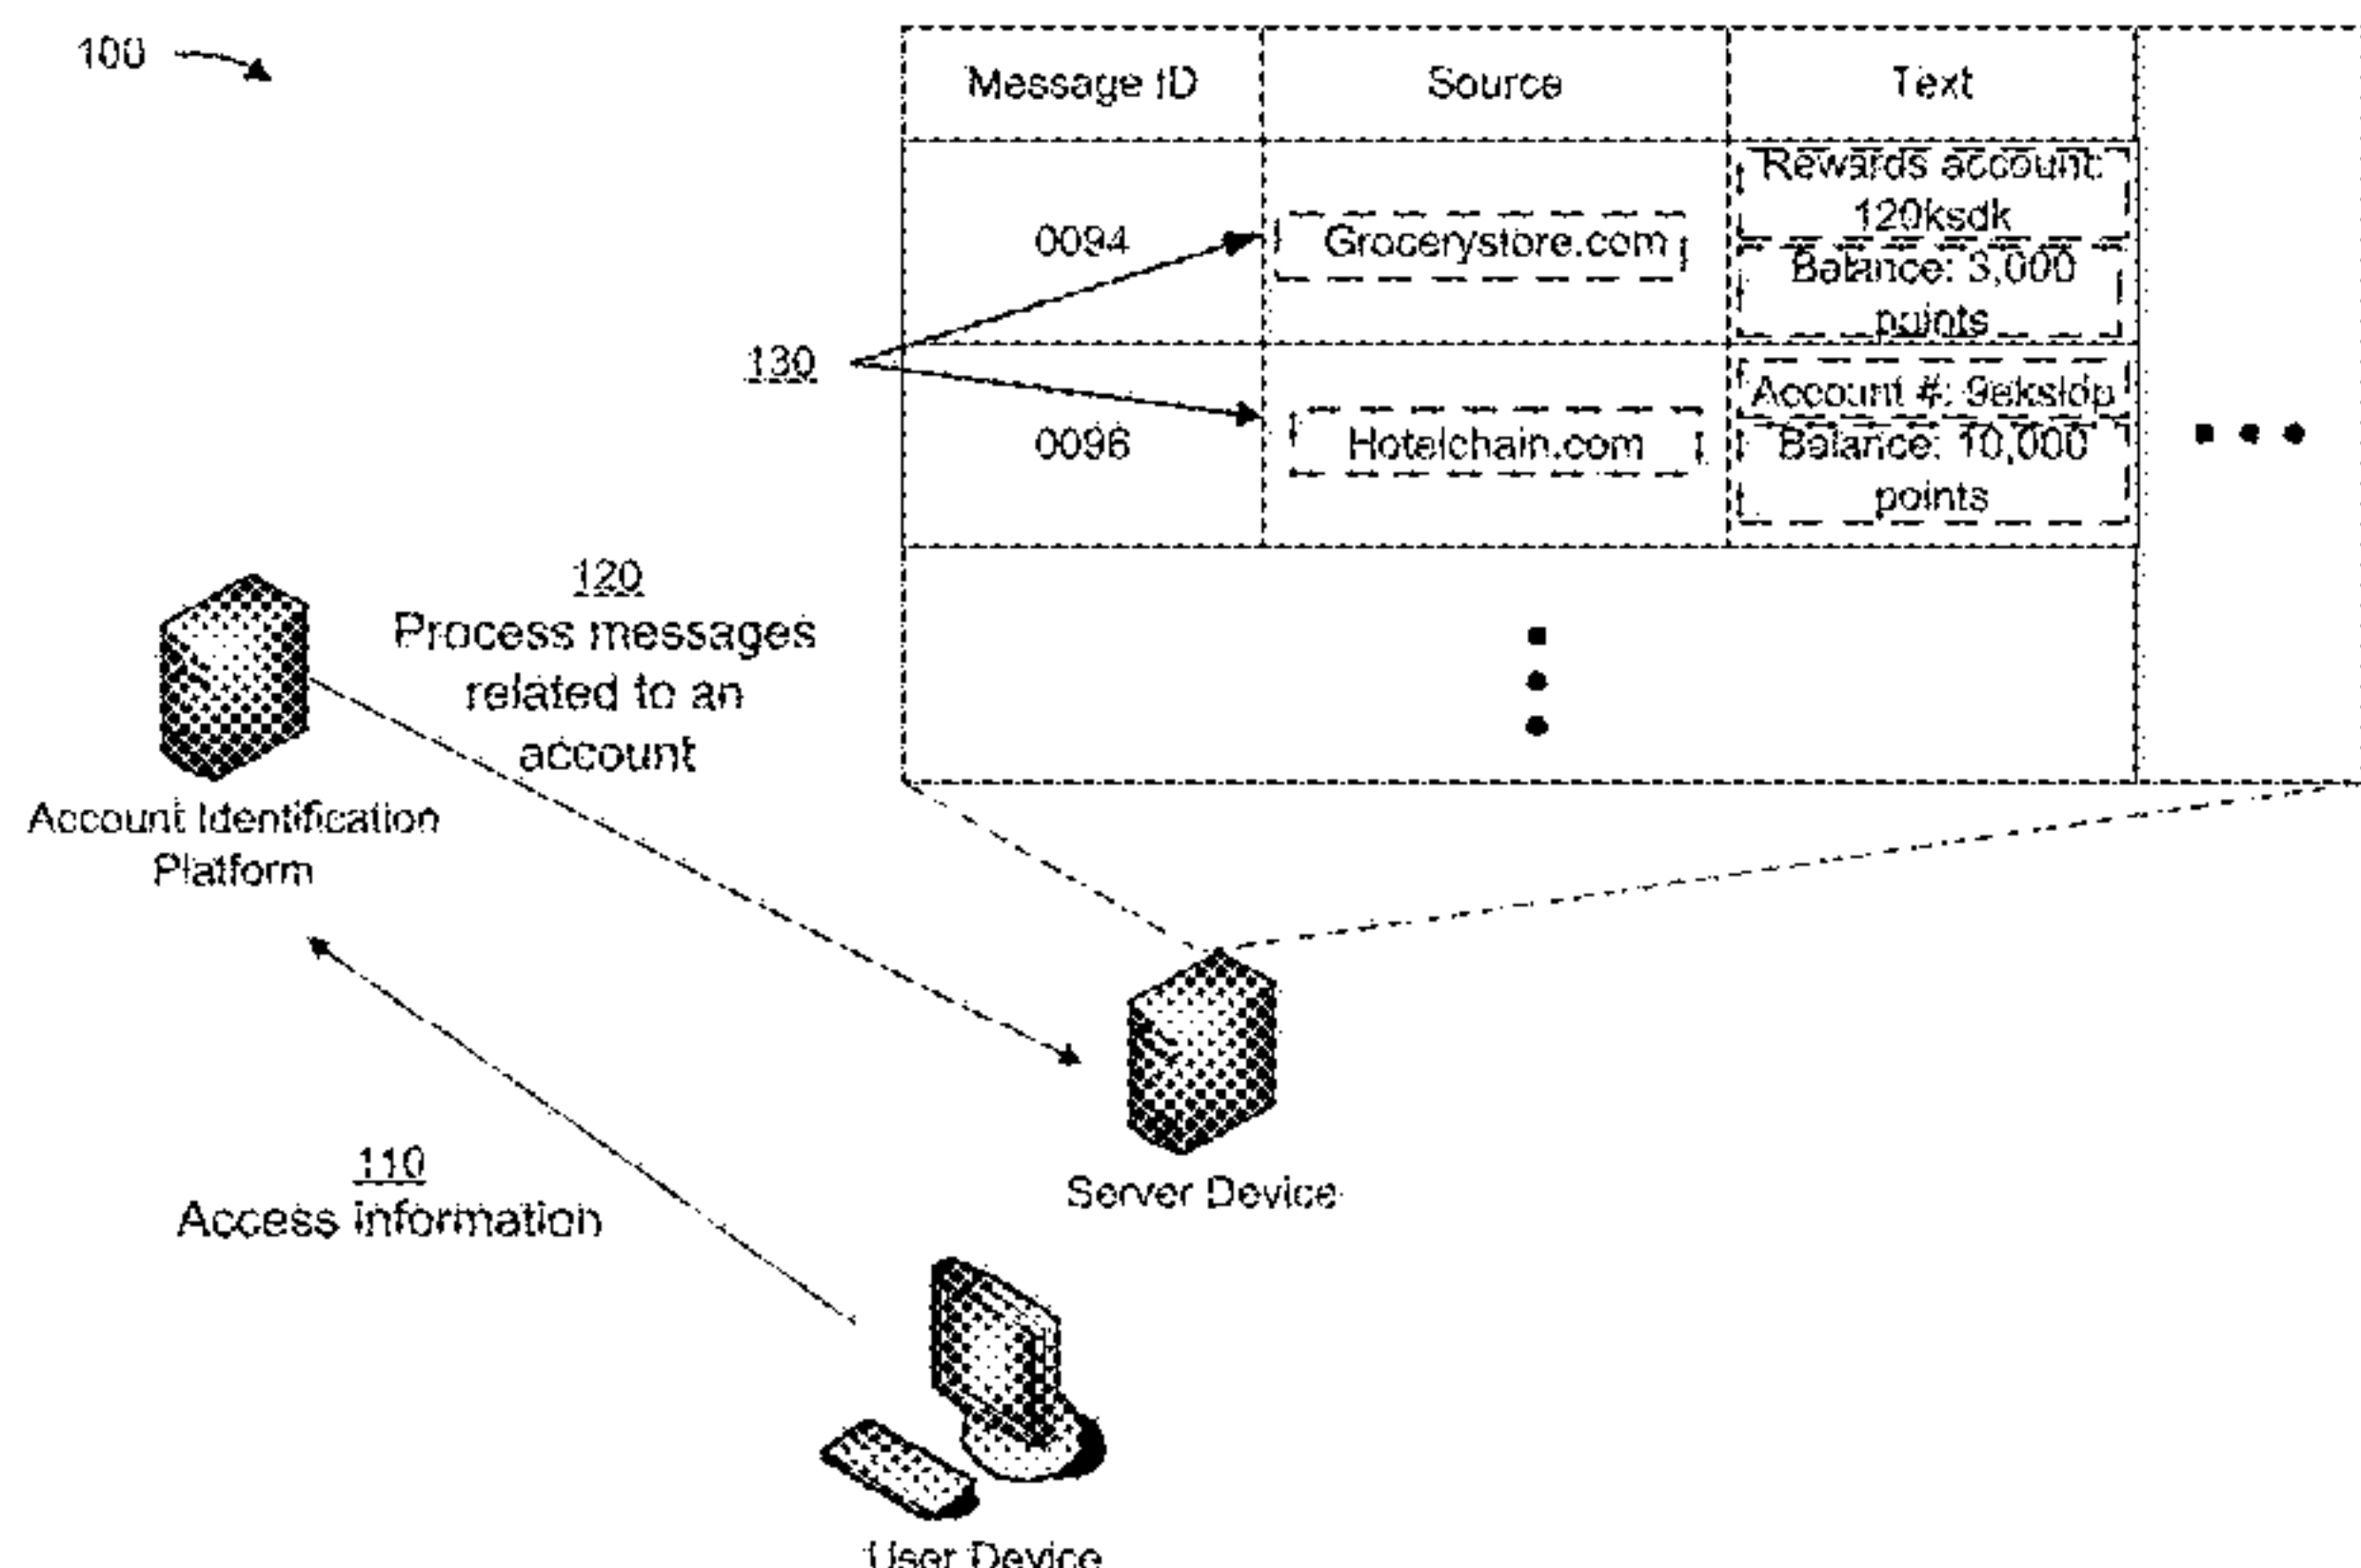 100
Message ID Source Text
0094 Grocerystore.com Rewards account:
120ksdk
Balance: 3,000
points
130
0096 Hotelchain.com Account #: 9eksldp
Balance: 10,000
points
120
Process messages
related to an
account
Account Identification
Platform
110
Access information
Server Device
User Device